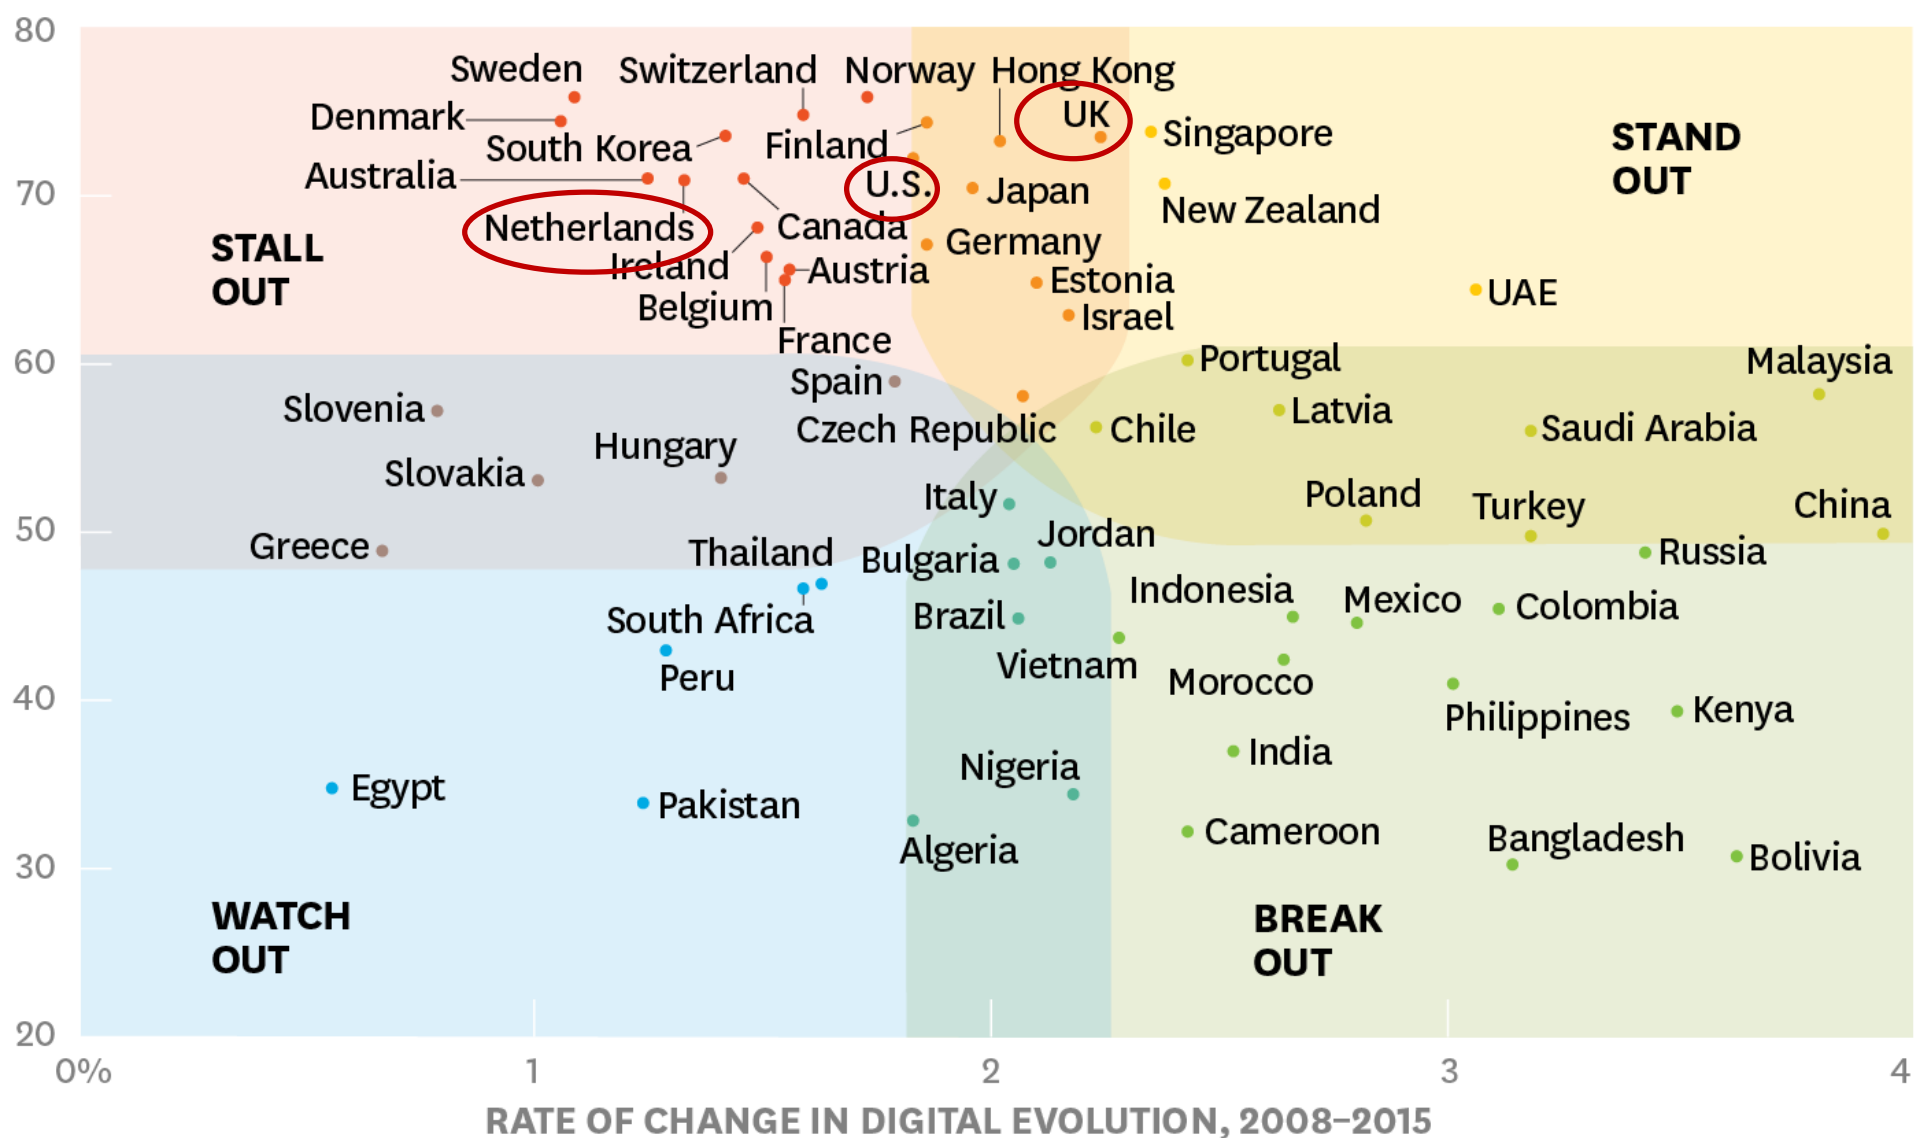 80
Sweden
Switzerland
Norway
Hong Kong
Denmark
UK
South Korea
Finland
Singapore
STAND
OUT
Australia
U.S.
Japan
70
New Zealand
Netherlands
Canada
Germany
STALL
OUT
Ireland
Austria
Estonia
UAE
Belgium
Israel
France
60
Portugal
Malaysia
Spain
Slovenia
Latvia
Czech Republic
Chile
Saudi Arabia
Hungary
Slovakia
Italy
Poland
Turkey
China
50
Greece
Thailand
Jordan
Bulgaria
Russia
Indonesia
Mexico
Colombia
South Africa
Brazil
Vietnam
Peru
Morocco
40
Philippines
Kenya
India
Nigeria
Egypt
Pakistan
Cameroon
Bangladesh
Algeria
Bolivia
30
WATCH
OUT
BREAK
OUT
20
0%
1
2
3
4
RATE OF CHANGE IN DIGITAL EVOLUTION, 2008–2015